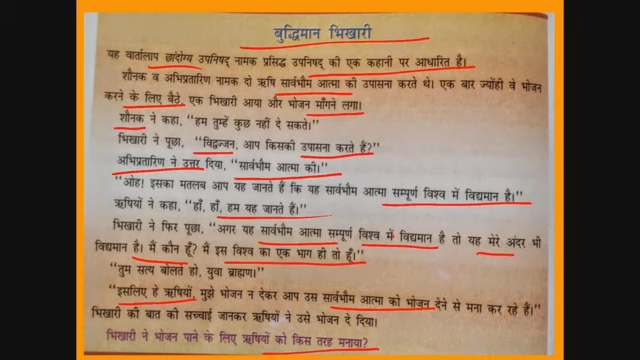 बुद्धिमान भिखारी
यह वार्तालाप छांदोग्य उपनिषद् नामक प्रसिद्ध उपनिषद् की एक कहानी पर आधारित है।
शौनक व अभिप्रतारिण नामक दो ऋषि सार्वभौम आत्मा की उपासना करते थे। एक बार ज्योंही वे भोजन
करने के लिए बैठे, एक भिखारी आया और भोजन माँगने लगा।
शौनक ने कहा, "हम तुम्हें कुछ नहीं दे सकते।"
भिखारी ने पूछा, "विद्वज्जन, आप किसकी उपासना करते हैं?"
अभिप्रतारिण ने उत्तर दिया, "सार्वभौम आत्मा की।"
"ओह! इसका मतलब आप यह जानते हैं कि यह सार्वभौम आत्मा सम्पूर्ण विश्व में विद्यमान है।"
ऋषियों ने कहा, "हाँ, हाँ, हम यह जानते हैं।"
भिखारी ने फिर पूछा, "अगर यह सार्वभौम आत्मा सम्पूर्ण विश्व में विद्यमान है तो यह मेरे अंदर भी
विद्यमान है। मैं कौन हूँ? मैं इस विश्व का एक भाग ही तो हूँ।"
"तुम सत्य बोलते हो, युवा ब्राह्मण।"
"इसलिए हे ऋषियों, मुझे भोजन न देकर आप उस सार्वभौम आत्मा को भोजन देने से मना कर रहे हैं।"
भिखारी की बात की सच्चाई जानकर ऋषियों ने उसे भोजन दे दिया।
भिखारी ने भोजन पाने के लिए ऋषियों को किस तरह मनाया?